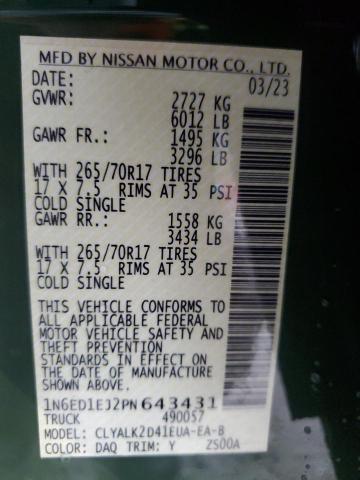 MFD BY NISSAN MOTOR CO., LTD.
DATE: 03/23
GVWR: 2727 KG
6012 LB
GAWR FR.: 1495 KG
3296 LB
WITH 265/70R17 TIRES
17 X 7.5 RIMS AT 35 PSI
COLD SINGLE
GAWR RR.: 1558 KG
3434 LB
WITH 265/70R17 TIRES
17 X 7.5 RIMS AT 35 PSI
COLD SINGLE
THIS VEHICLE CONFORMS TO
ALL APPLICABLE FEDERAL
MOTOR VEHICLE SAFETY AND
THEFT PREVENTION
STANDARDS IN EFFECT ON
THE DATE OF MANUFACTURE
SHOWN ABOVE.
1N6ED1EJ2PN643431
TRUCK 490057
MODEL: CLYALK2D41EUA-EA-B
COLOR: DAQ TRIM: Y ZS00A